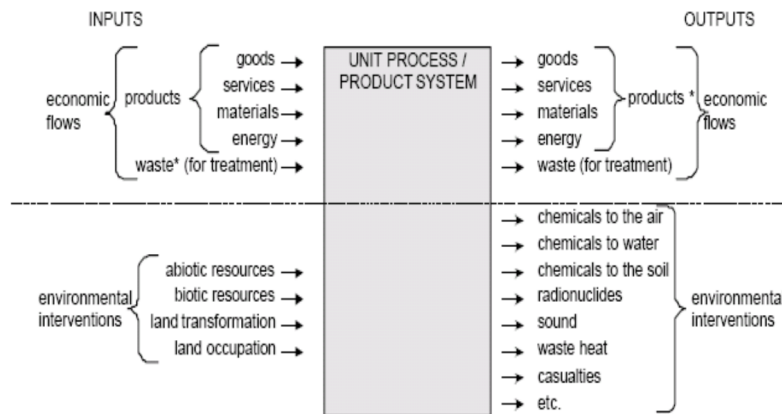 INPUTS
OUTPUTS
UNIT PROCESS /
PRODUCT SYSTEM
economic
flows
products
goods
services
materials
energy
waste* (for treatment)
goods
services
materials
energy
waste (for treatment)
products *
economic
flows
environmental
interventions
abiotic resources
biotic resources
land transformation
land occupation
chemicals to the air
chemicals to water
chemicals to the soil
radionuclides
sound
waste heat
casualties
etc.
environmental
interventions